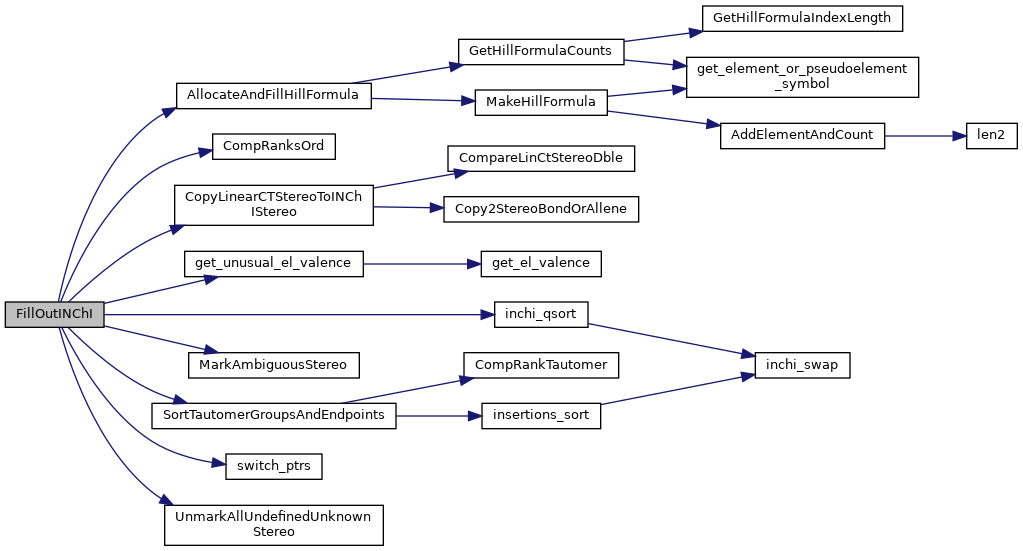 FillOutINChI
AllocateAndFillHillFormula
GetHillFormulaCounts
GetHillFormulaIndexLength
get_element_or_pseudoelement
_symbol
MakeHillFormula
AddElementAndCount
len2
CompRanksOrd
CopyLinearCTStereoToINCh
IStereo
CompareLinCtStereoDble
Copy2StereoBondOrAllene
get_unusual_el_valence
get_el_valence
inchi_qsort
inchi_swap
MarkAmbiguousStereo
SortTautomerGroupsAndEndpoints
CompRankTautomer
insertions_sort
switch_ptrs
UnmarkAllUndefinedUnknown
Stereo